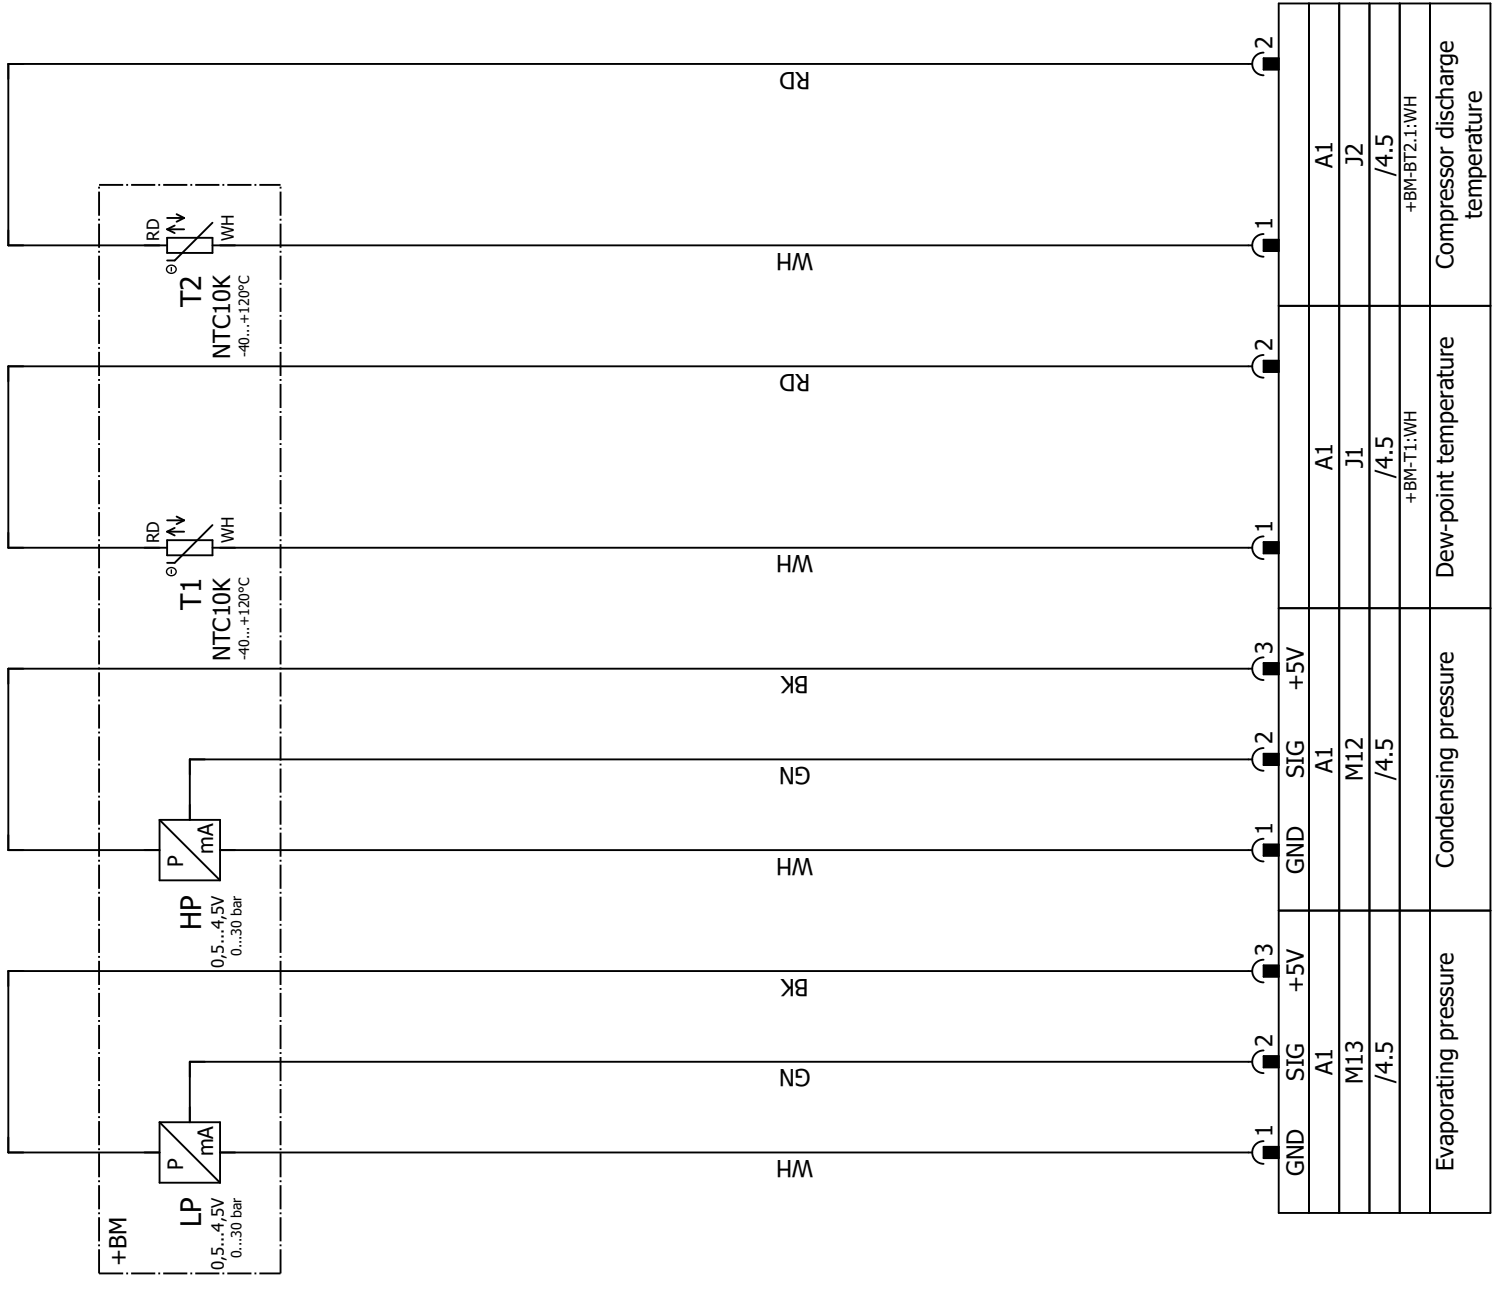 +BM
LP
0,5...4,5V
0...30 bar
P
mA
HP
0,5...4,5V
0...30 bar
P
mA
T1
NTC10K
-40...+120°C
RD
WH
Θ
T2
NTC10K
-40...+120°C
RD
WH
Θ
WH
GN
BK
WH
GN
BK
WH
RD
WH
RD
1
2
3
1
2
3
1
2
1
2
GND
SIG
+5V
GND
SIG
+5V
A1
A1
A1
A1
M13
M12
J1
J2
/4.5
/4.5
/4.5
/4.5
+BM-T1:WH
+BM-BT2.1:WH
Evaporating pressure
Condensing pressure
Dew-point temperature
Compressor discharge
temperature